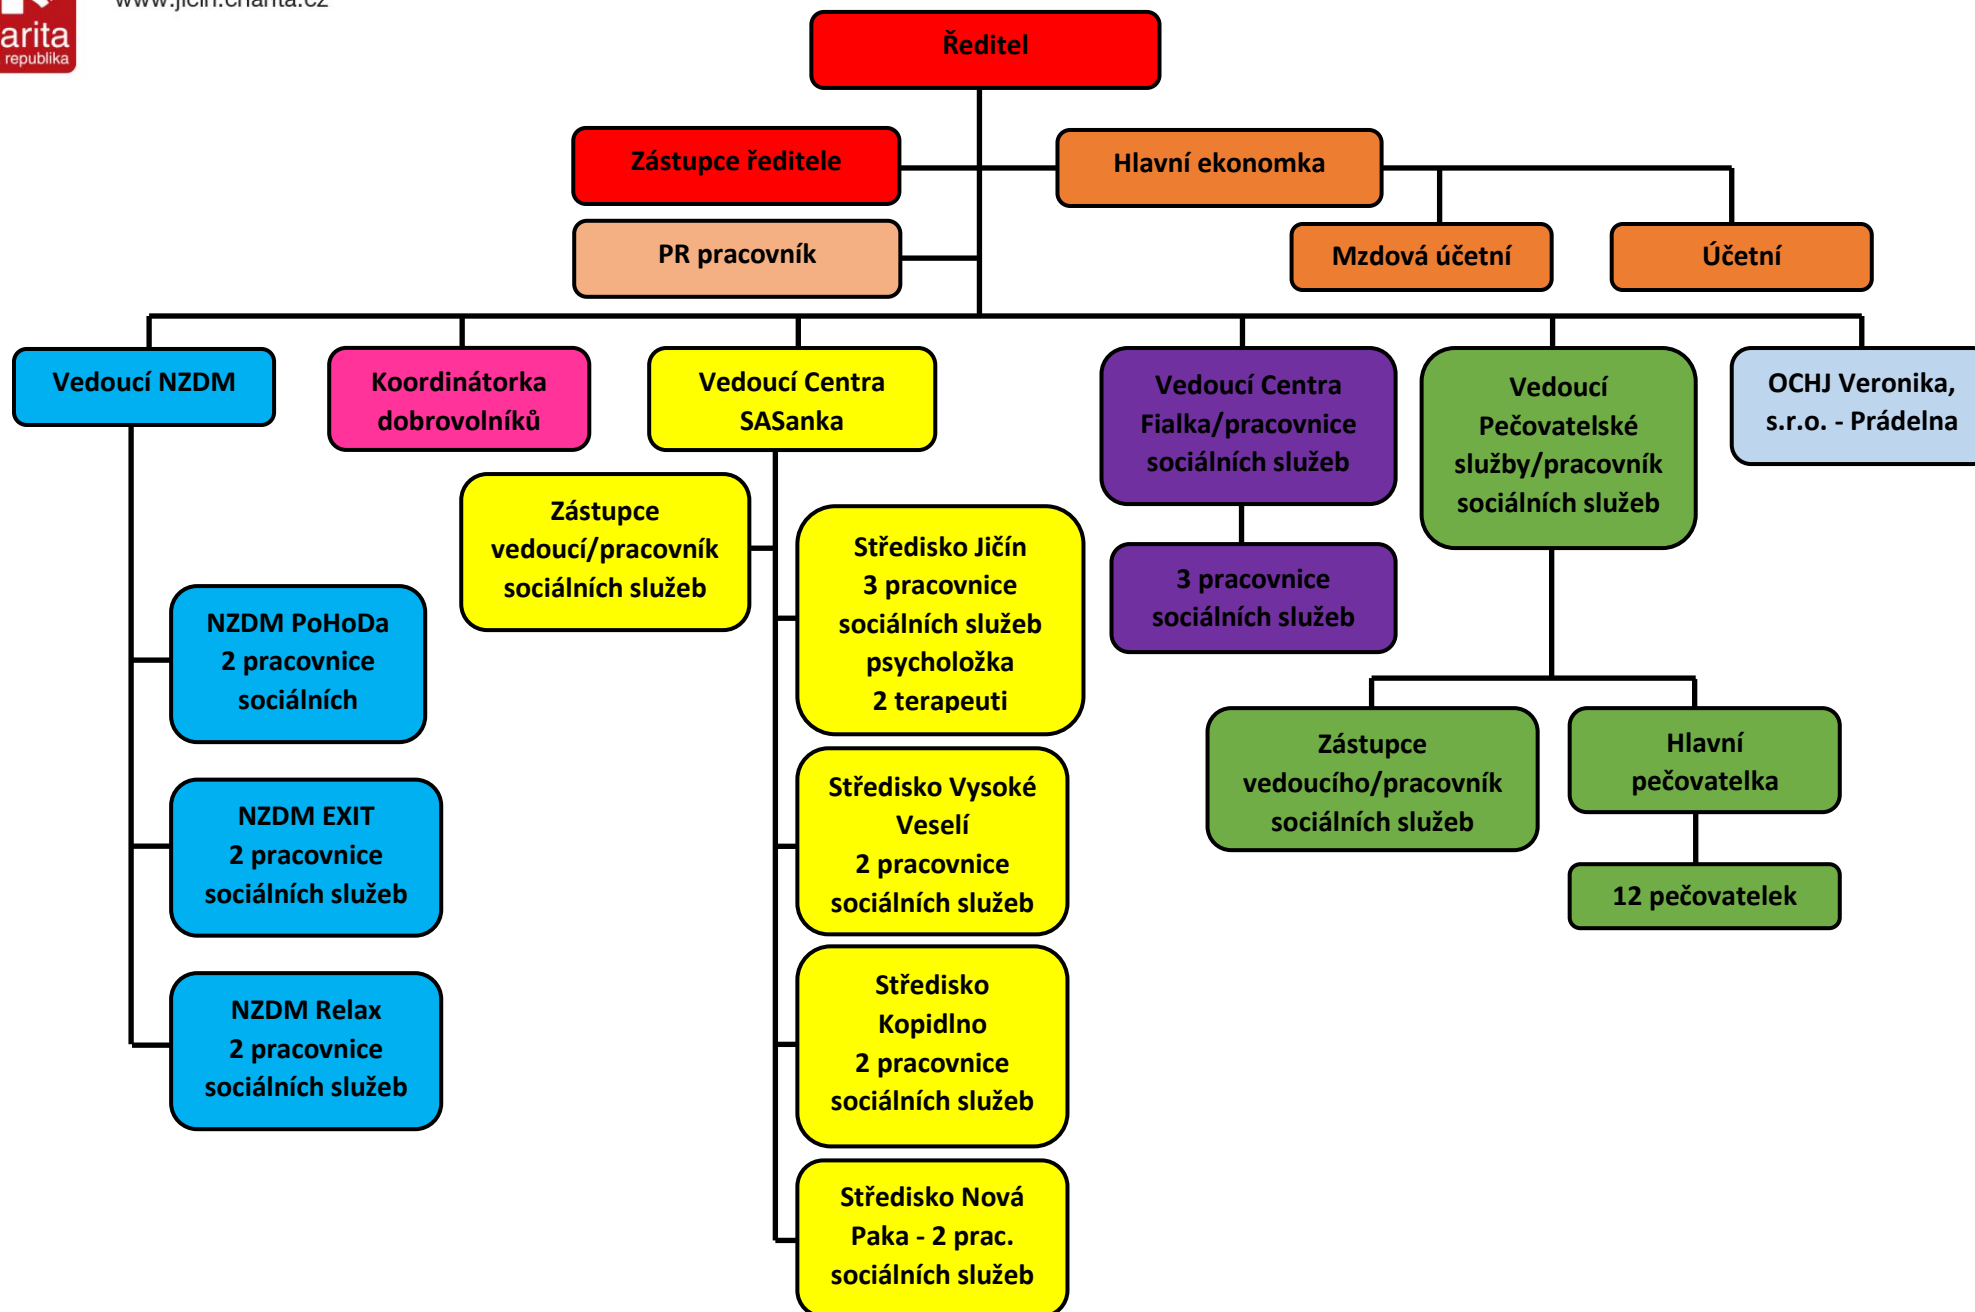 www.jicin.charita.cz
arita
republika
Ředitel
Zástupce ředitele
Hlavní ekonomka
PR pracovník
Mzdová účetní
Účetní
Vedoucí NZDM
Koordinátorka
dobrovolníků
Vedoucí Centra
SASanka
Vedoucí Centra
Fialka/pracovnice
sociálních služeb
Vedoucí
Pečovatelské
služby/pracovník
sociálních služeb
OCHJ Veronika,
s.r.o. - Prádelna
Zástupce
vedoucí/pracovník
sociálních služeb
Středisko Jičín
3 pracovnice
sociálních služeb
psycholožka
2 terapeuti
3 pracovnice
sociálních služeb
NZDM PoHoDa
2 pracovnice
sociálních
Zástupce
vedoucího/pracovník
sociálních služeb
Hlavní
pečovatelka
Středisko Vysoké
Veselí
2 pracovnice
sociálních služeb
NZDM EXIT
2 pracovnice
sociálních služeb
12 pečovatelek
Středisko
Kopidlno
2 pracovnice
sociálních služeb
NZDM Relax
2 pracovnice
sociálních služeb
Středisko Nová
Paka - 2 prac.
sociálních služeb